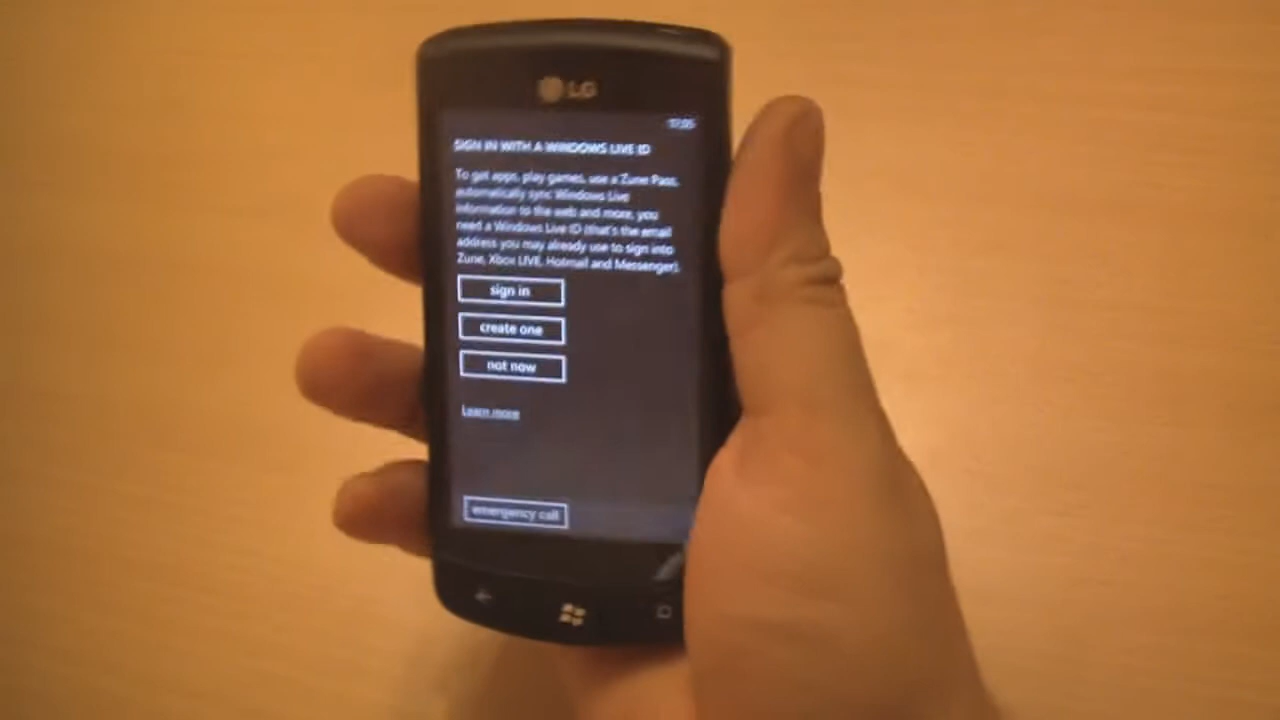 LG
SIGN IN WITH A WINDOWS LIVE ID
To get apps, play games, use a Zune Pass,
automatically sync Windows Live
information to the web and more, you
need a Windows Live ID (that's the email
address you may already use to sign into
Zune, Xbox LIVE, Hotmail and Messenger).
sign in
create one
not now
Learn more
emergency call